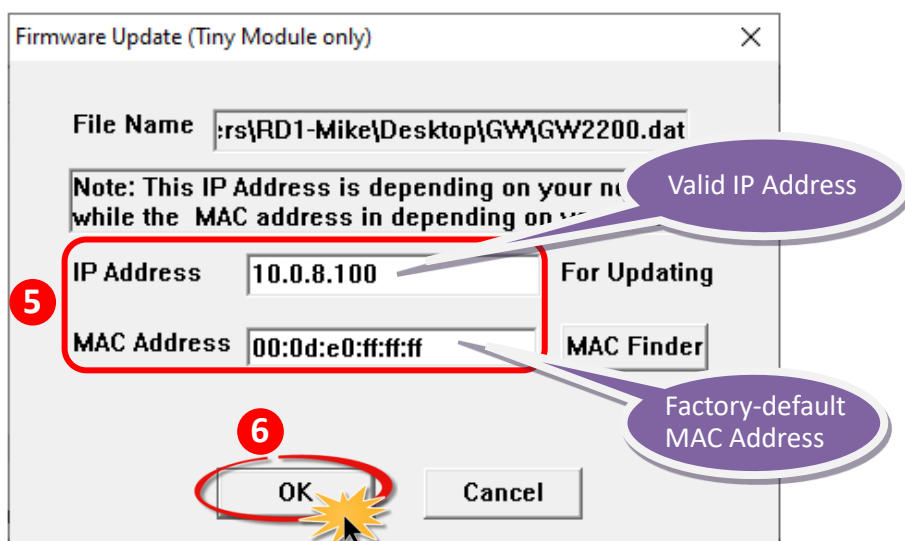 Firmware Update (Tiny Module only)
File Name :rs\RD1-Mike\Desktop\GW\GW2200.dat
Note: This IP Address is depending on your
while the MAC address in depending on
Valid IP Address
5
IP Address 10.0.8.100 For Updating
MAC Address 00:0d:e0:ff:ff:ff MAC Finder
Factory-default
MAC Address
6
OK Cancel